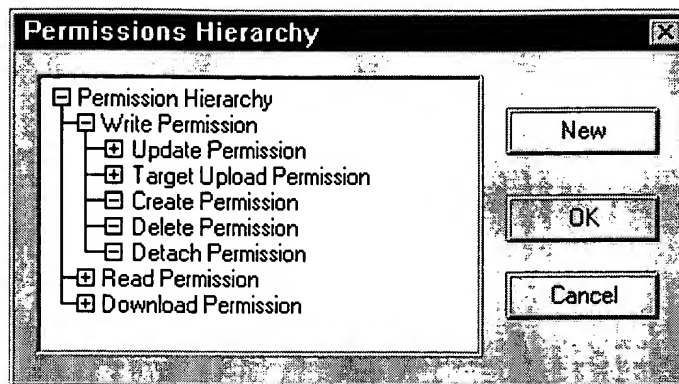 Permissions Hierarchy
Permission Hierarchy
Write Permission
Update Permission
Target Upload Permission
Create Permission
Delete Permission
Detach Permission
Read Permission
Download Permission
New
OK
Cancel